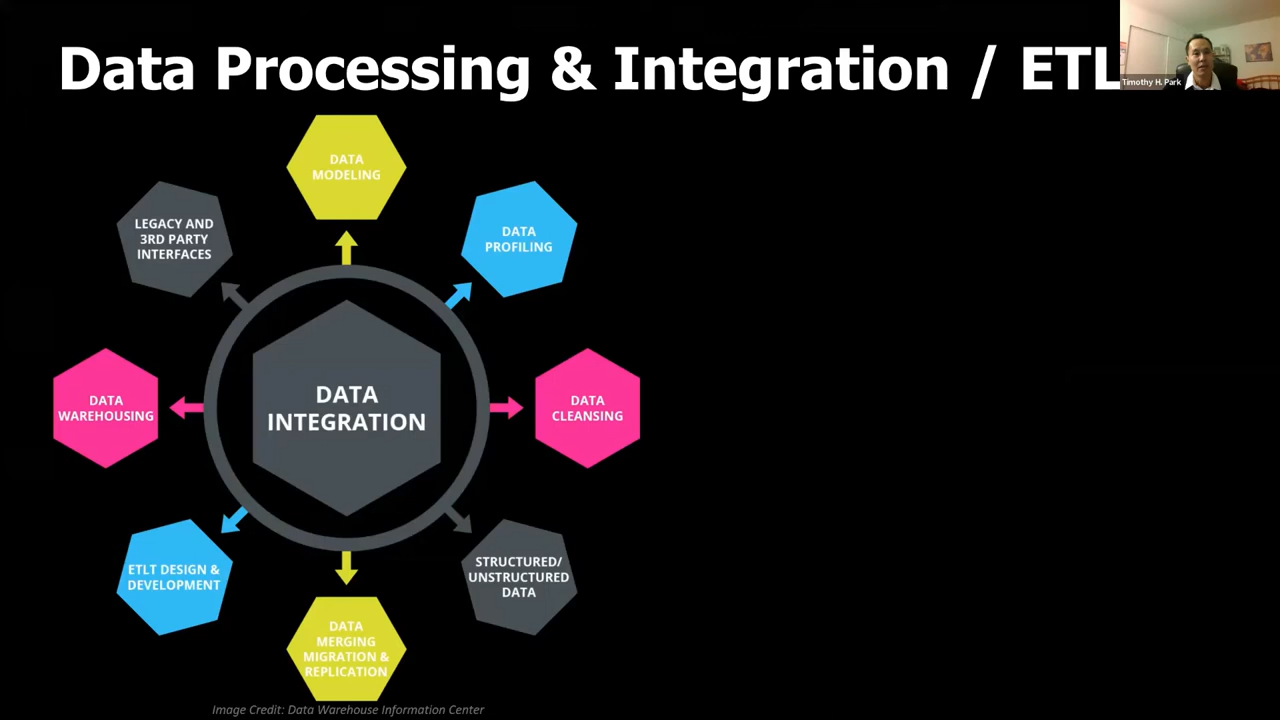 Data Processing & Integration / ETL
Timothy H. Park
DATA
MODELING
LEGACY AND
3RD PARTY
INTERFACES
DATA
PROFILING
DATA
INTEGRATION
DATA
WAREHOUSING
DATA
CLEANSING
ETLT DESIGN &
DEVELOPMENT
STRUCTURED/
UNSTRUCTURED
DATA
DATA
MERGING
MIGRATION &
REPLICATION
Image Credit: Data Warehouse Information Center